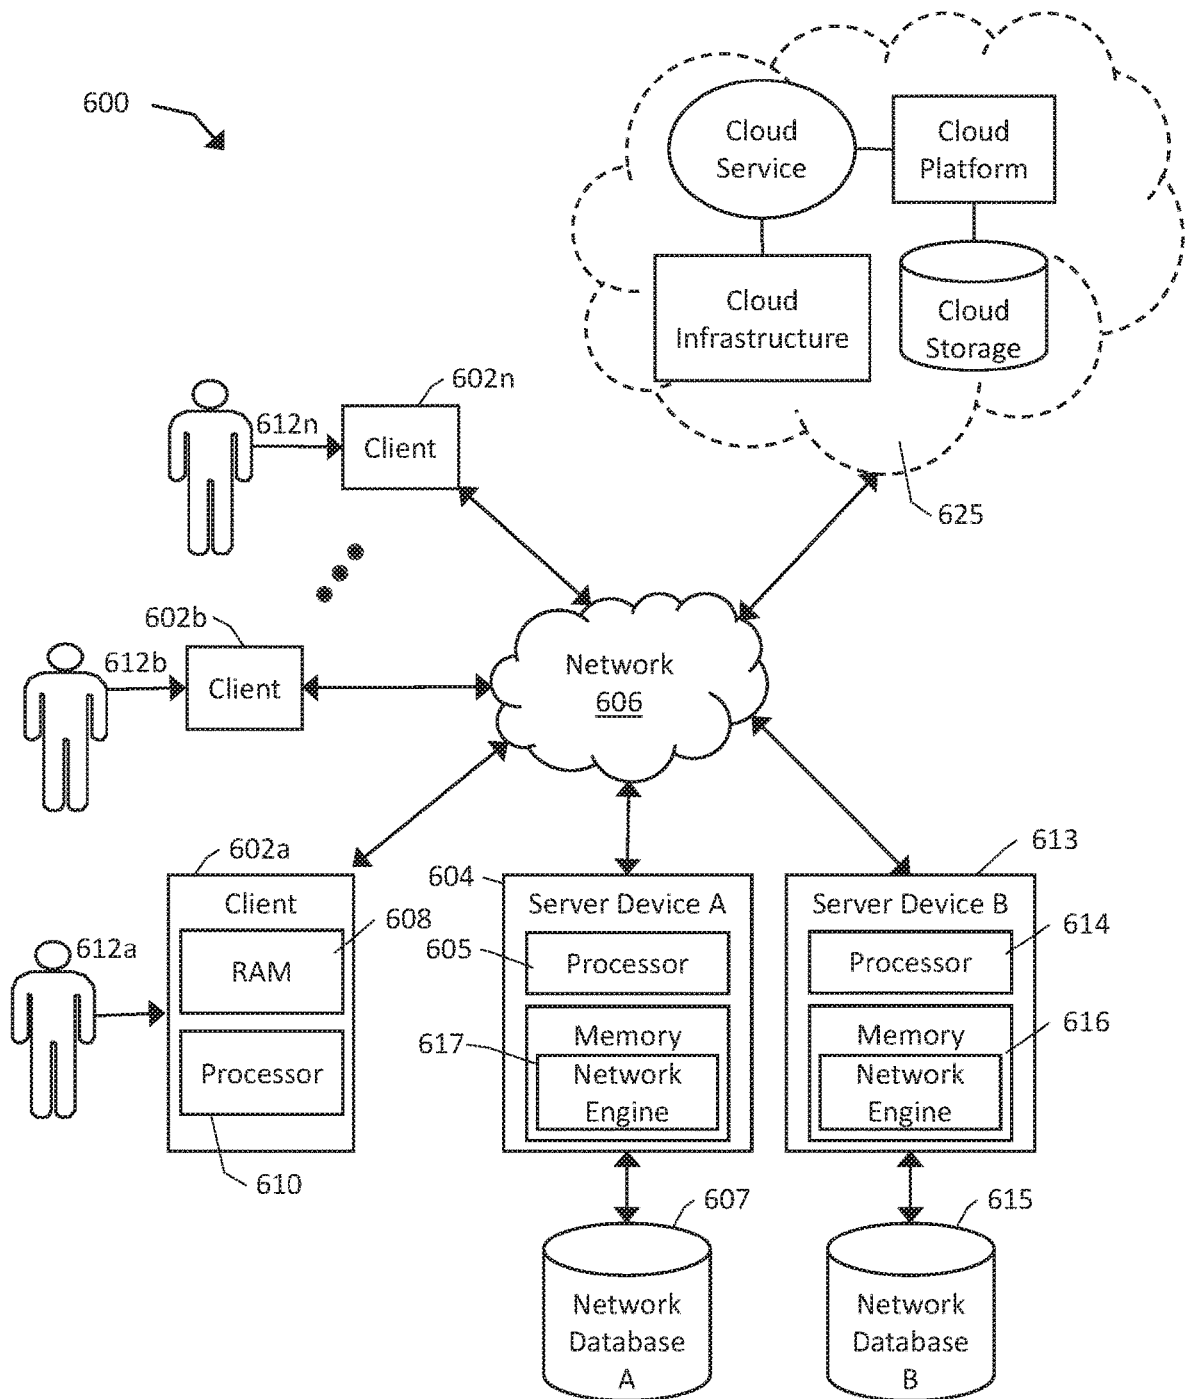 600
Cloud
Service
Cloud
Platform
Cloud
Infrastructure
Cloud
Storage
625
602n
612n
Client
602b
612b
Client
Network
606
602a
Client
608
RAM
Processor
610
612a
604
Server Device A
605
Processor
Memory
617
Network
Engine
613
Server Device B
614
Processor
Memory
616
Network
Engine
607
Network
Database
A
615
Network
Database
B